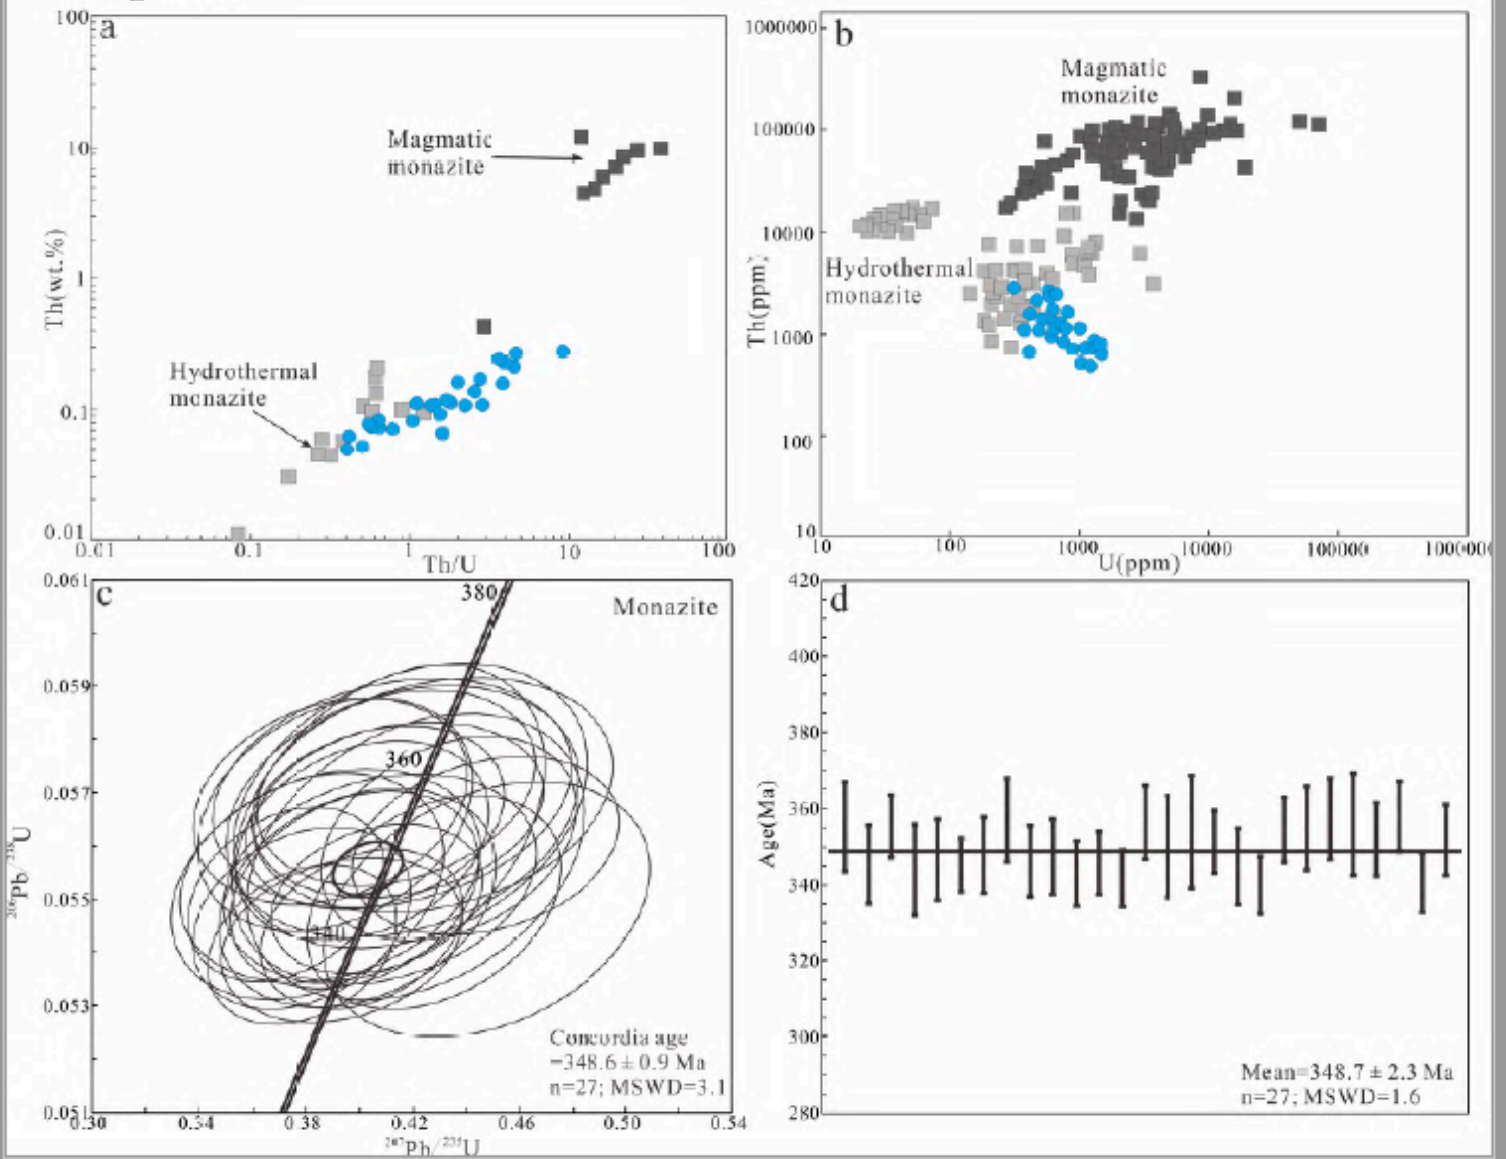 a
100
10
1
0.1
0.01
Th(wt.%)
Magmatic
monazite
Hydrothermal
monazite
0.01
0.1
1
10
100
Th/U
b
1000000
100000
10000
1000
100
10
Th(ppm)
Magmatic
monazite
Hydrothermal
monazite
10
100
1000
10000
100000
1000000
U(ppm)
c
0.061
0.059
0.057
0.055
0.053
0.051
²⁰⁶Pb/²³⁸U
380
Monazite
360
340
Concordia age
=348.6 ± 0.9 Ma
n=27; MSWD=3.1
0.30
0.34
0.38
0.42
0.46
0.50
0.54
²⁰⁷Pb/²³⁵U
d
420
400
380
360
340
320
300
280
Age(Ma)
Mean=348.7 ± 2.3 Ma
n=27; MSWD=1.6